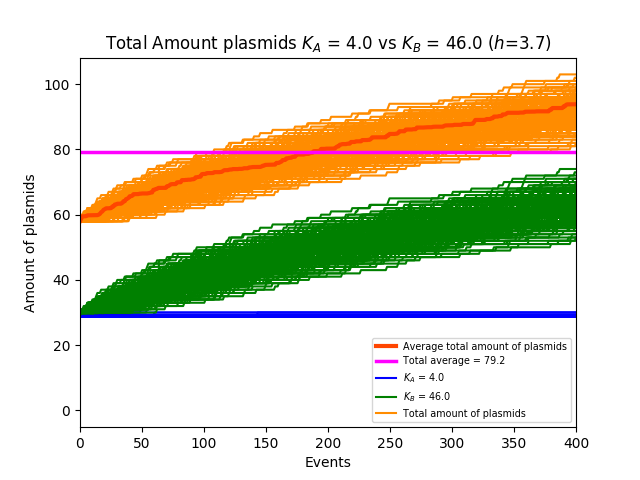 Total Amount plasmids K_A = 4.0 vs K_B = 46.0 (h=3.7)
Amount of plasmids
100
80
60
40
20
0
Average total amount of plasmids
Total average = 79.2
K_A = 4.0
K_B = 46.0
Total amount of plasmids
0 50 100 150 200 250 300 350 400
Events